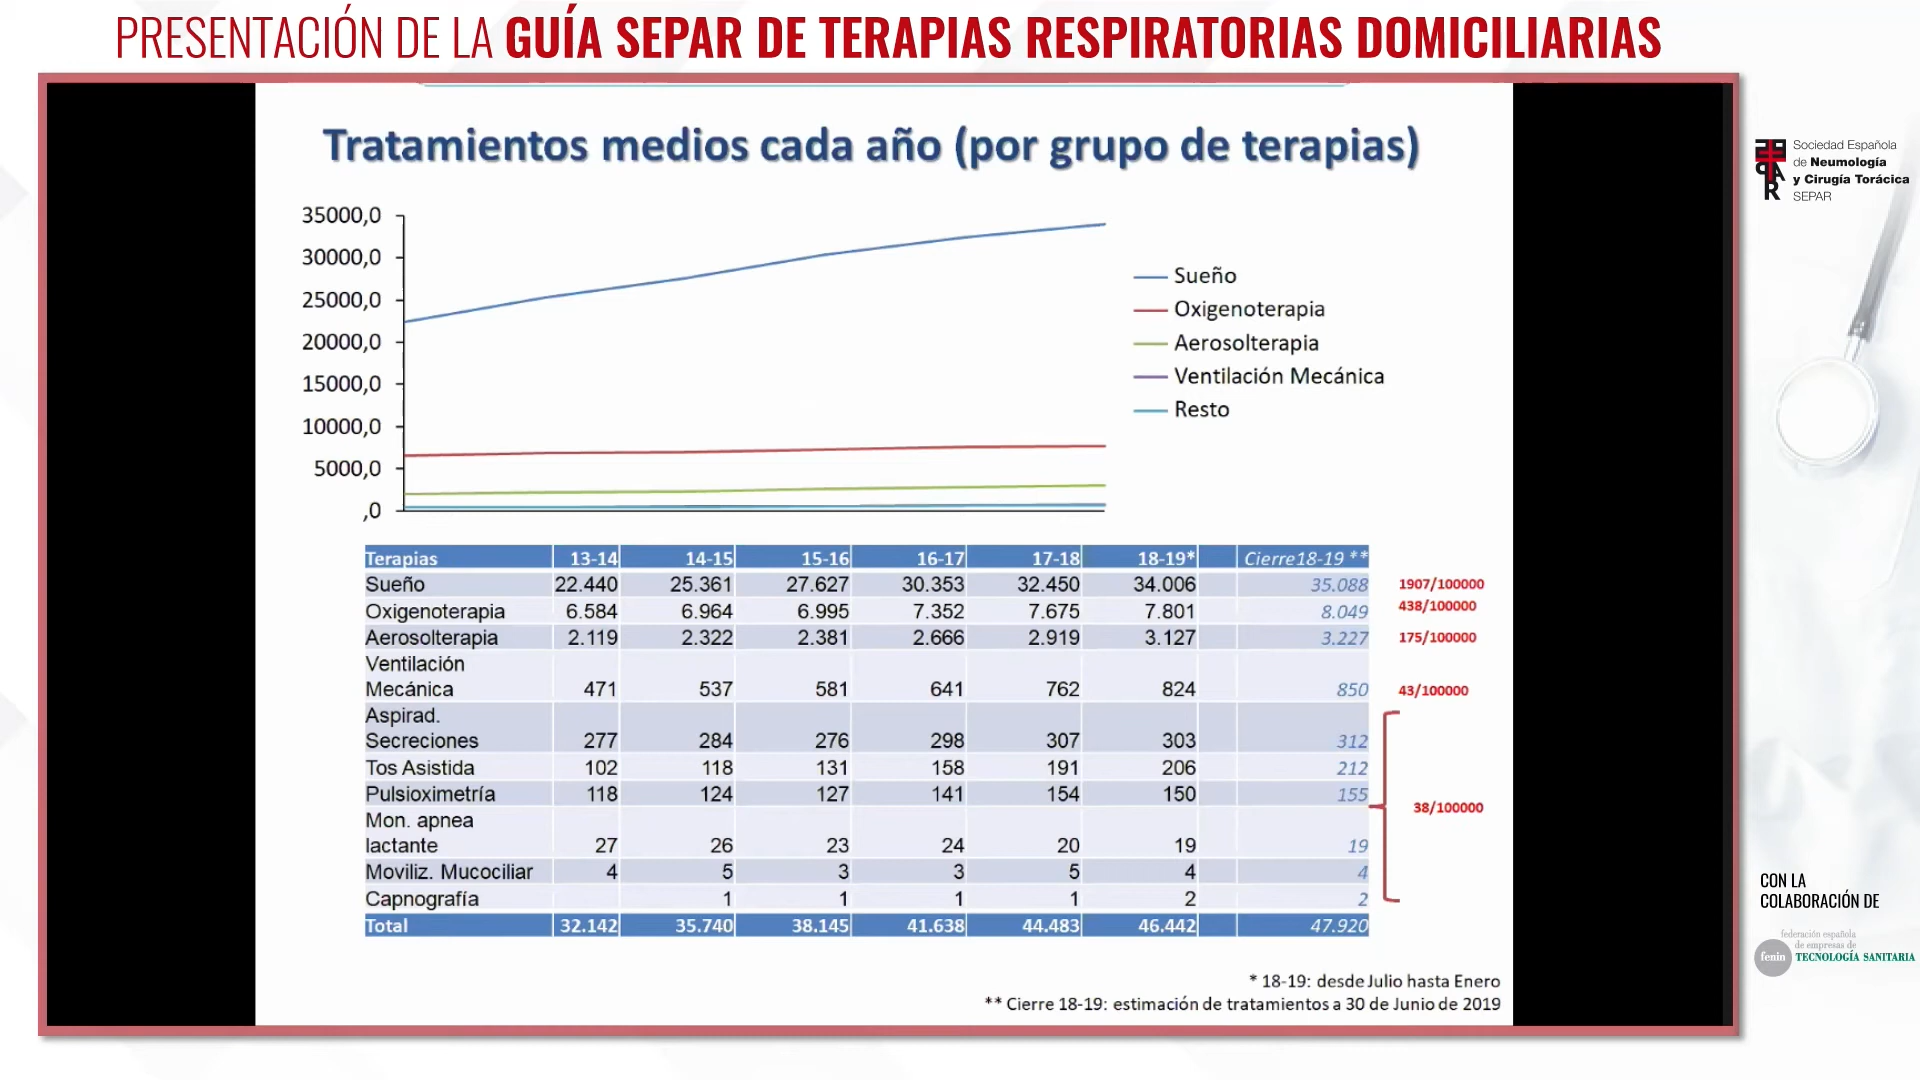 PRESENTACIÓN DE LA GUÍA SEPAR DE TERAPIAS RESPIRATORIAS DOMICILIARIAS
Tratamientos medios cada año (por grupo de terapias)
35000,0
30000,0
25000,0
20000,0
15000,0
10000,0
5000,0
,0
Sueño
Oxigenoterapia
Aerosolterapia
Ventilación Mecánica
Resto
Terapias 13-14 14-15 15-16 16-17 17-18 18-19* Cierre18-19 **
Sueño 22.440 25.361 27.627 30.353 32.450 34.006 35.088 1907/100000
Oxigenoterapia 6.584 6.964 6.995 7.352 7.675 7.801 8.049 438/100000
Aerosolterapia 2.119 2.322 2.381 2.666 2.919 3.127 3.227 175/100000
Ventilación
Mecánica 471 537 581 641 762 824 850 43/100000
Aspirad.
Secreciones 277 284 276 298 307 303 312
Tos Asistida 102 118 131 158 191 206 212
Pulsioximetría 118 124 127 141 154 150 155
38/100000
Mon. apnea
lactante 27 26 23 24 20 19 19
Moviliz. Mucociliar 4 5 3 3 5 4 4
Capnografía 1 1 1 1 2 2
Total 32.142 35.740 38.145 41.638 44.483 46.442 47.920
* 18-19: desde Julio hasta Enero
** Cierre 18-19: estimación de tratamientos a 30 de Junio de 2019
Sociedad Española
de Neumología
y Cirugía Torácica
SEPAR
CON LA
COLABORACIÓN DE
federación española
de empresas de
fenin TECNOLOGÍA SANITARIA